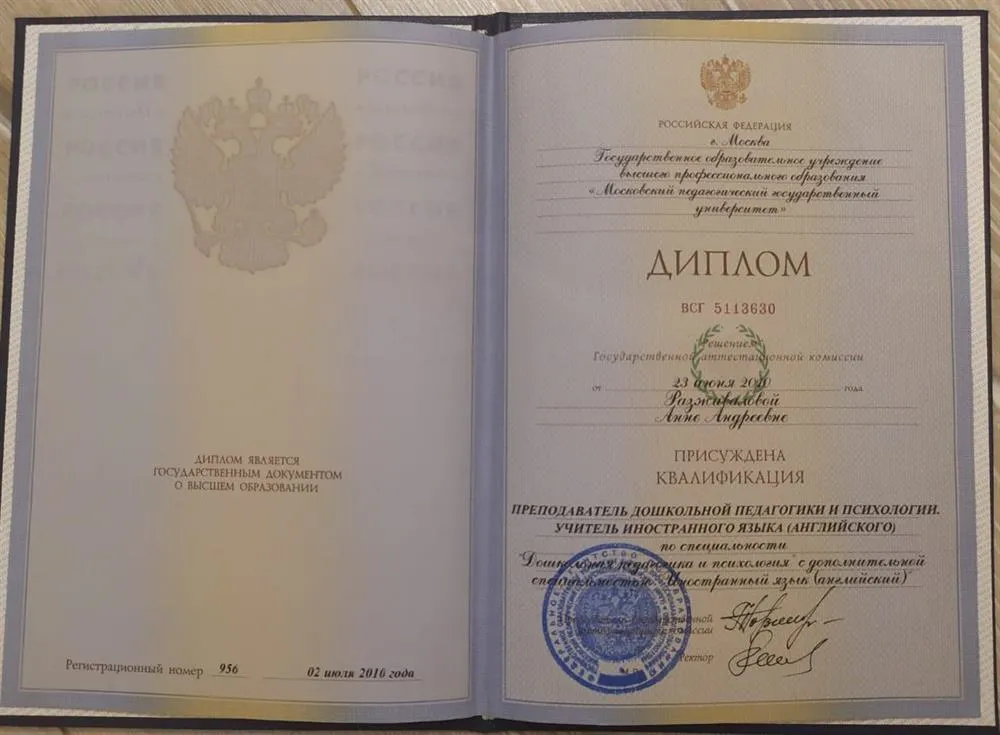 ДИПЛОМ ЯВЛЯЕТСЯ
ГОСУДАРСТВЕННЫМ ДОКУМЕНТОМ
О ВЫСШЕМ ОБРАЗОВАНИИ
Регистрационный номер 956
02 июля 2010 года
РОССИЙСКАЯ ФЕДЕРАЦИЯ
г. Москва
Государственное образовательное учреждение
высшего профессионального образования
«Московский педагогический государственный
университет»
ДИПЛОМ
ВСГ 5113630
Решением
Государственной аттестационной комиссии
от 23 июня 2010 года
Разживаловой
Анне Андреевне
ПРИСУЖДЕНА
КВАЛИФИКАЦИЯ
ПРЕПОДАВАТЕЛЬ ДОШКОЛЬНОЙ ПЕДАГОГИКИ И ПСИХОЛОГИИ.
УЧИТЕЛЬ ИНОСТРАННОГО ЯЗЫКА (АНГЛИЙСКОГО)
по специальности
"Дошкольная педагогика и психология" с дополнительной
специальностью "Иностранный язык (английский)"
Государственной
комиссии
Ректор